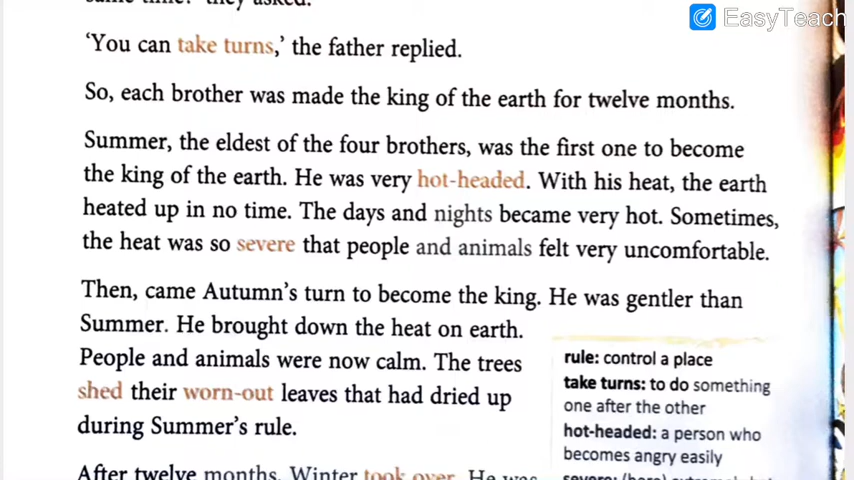 same time?' they asked.
EasyTeach
'You can take turns,' the father replied.
So, each brother was made the king of the earth for twelve months.
Summer, the eldest of the four brothers, was the first one to become
the king of the earth. He was very hot-headed. With his heat, the earth
heated up in no time. The days and nights became very hot. Sometimes,
the heat was so severe that people and animals felt very uncomfortable.
Then, came Autumn's turn to become the king. He was gentler than
Summer. He brought down the heat on earth.
People and animals were now calm. The trees
shed their worn-out leaves that had dried up
during Summer's rule.
After twelve months, Winter took over. He was
rule: control a place
take turns: to do something
one after the other
hot-headed: a person who
becomes angry easily
severe: (here)